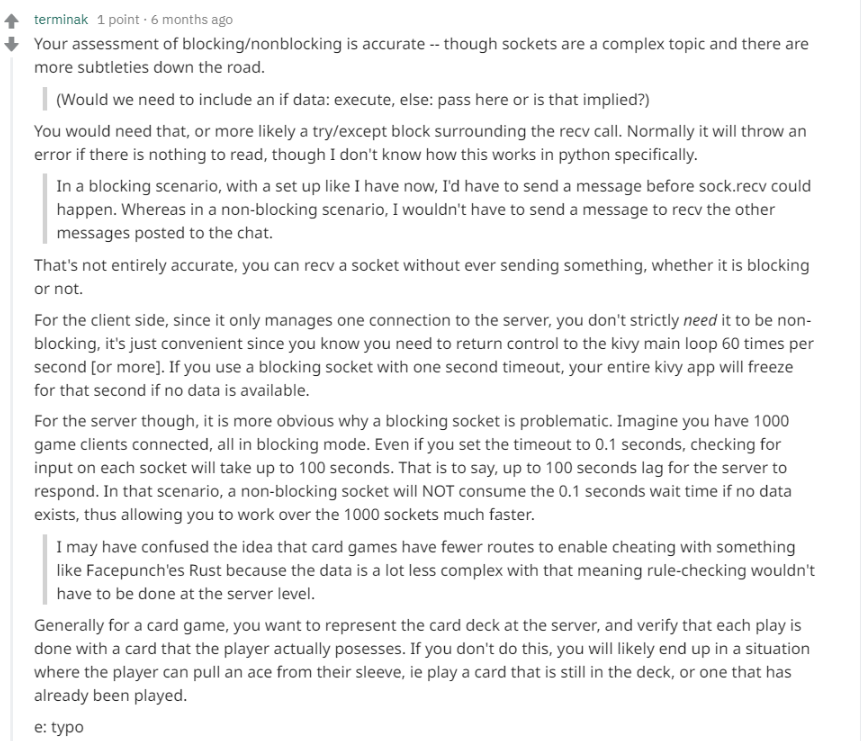 terminak 1 point · 6 months ago
Your assessment of blocking/nonblocking is accurate -- though sockets are a complex topic and there are
more subtleties down the road.
(Would we need to include an if data: execute, else: pass here or is that implied?)
You would need that, or more likely a try/except block surrounding the recv call. Normally it will throw an
error if there is nothing to read, though I don't know how this works in python specifically.
In a blocking scenario, with a set up like I have now, I'd have to send a message before sock.recv could
happen. Whereas in a non-blocking scenario, I wouldn't have to send a message to recv the other
messages posted to the chat.
That's not entirely accurate, you can recv a socket without ever sending something, whether it is blocking
or not.
For the client side, since it only manages one connection to the server, you don't strictly need it to be non-
blocking, it's just convenient since you know you need to return control to the kivy main loop 60 times per
second [or more]. If you use a blocking socket with one second timeout, your entire kivy app will freeze
for that second if no data is available.
For the server though, it is more obvious why a blocking socket is problematic. Imagine you have 1000
game clients connected, all in blocking mode. Even if you set the timeout to 0.1 seconds, checking for
input on each socket will take up to 100 seconds. That is to say, up to 100 seconds lag for the server to
respond. In that scenario, a non-blocking socket will NOT consume the 0.1 seconds wait time if no data
exists, thus allowing you to work over the 1000 sockets much faster.
I may have confused the idea that card games have fewer routes to enable cheating with something
like Facepunch'es Rust because the data is a lot less complex with that meaning rule-checking wouldn't
have to be done at the server level.
Generally for a card game, you want to represent the card deck at the server, and verify that each play is
done with a card that the player actually posesses. If you don't do this, you will likely end up in a situation
where the player can pull an ace from their sleeve, ie play a card that is still in the deck, or one that has
already been played.
e: typo